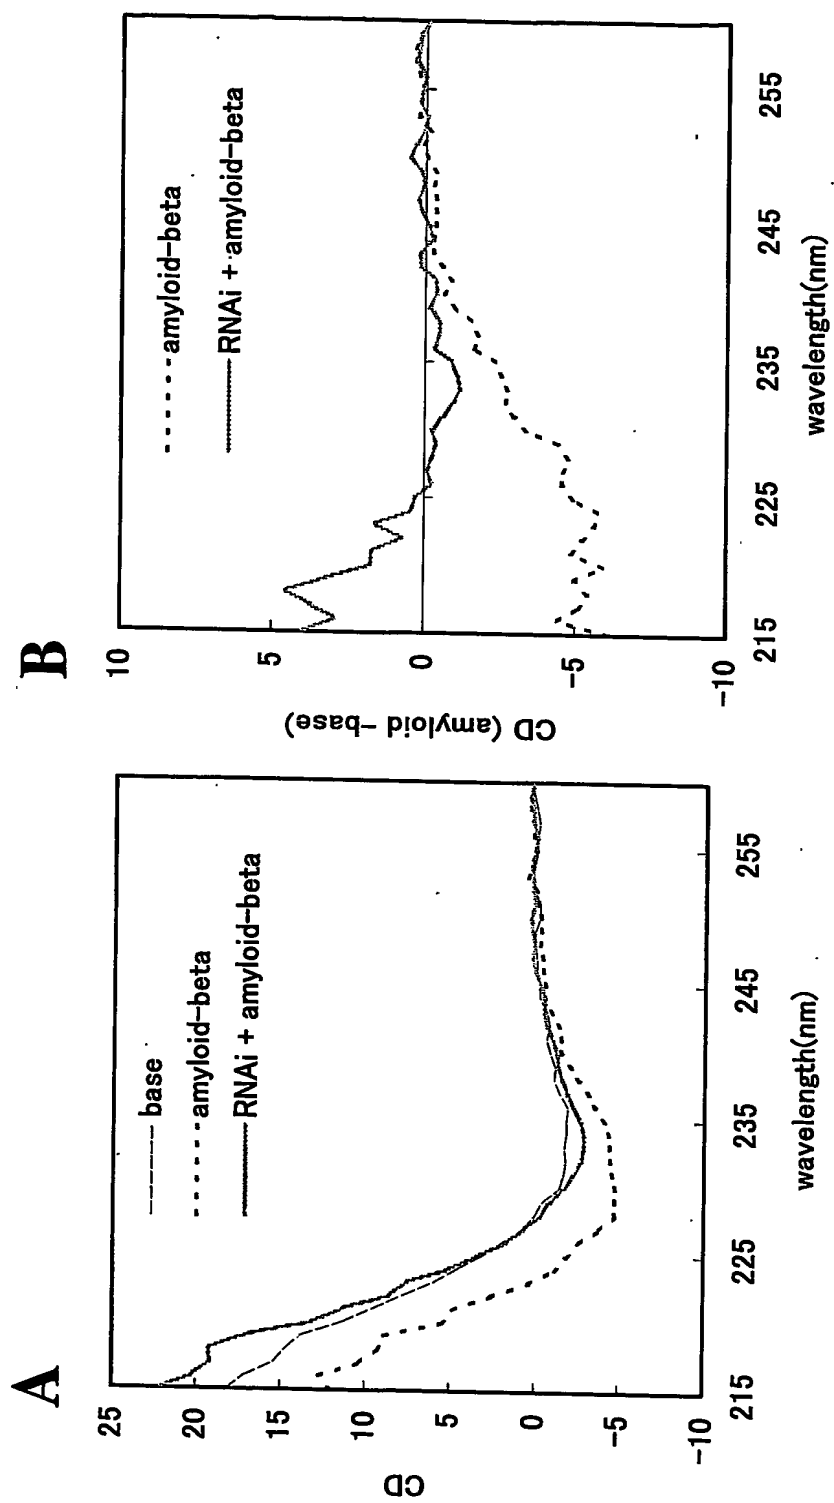 A
25
20
15
10
5
0
-5
-10
CD
base
amyloid-beta
RNAi + amyloid-beta
215
225
235
245
255
wavelength(nm)
B
10
5
0
-5
-10
CD (amyloid -base)
amyloid-beta
RNAi + amyloid-beta
215
225
235
245
255
wavelength(nm)